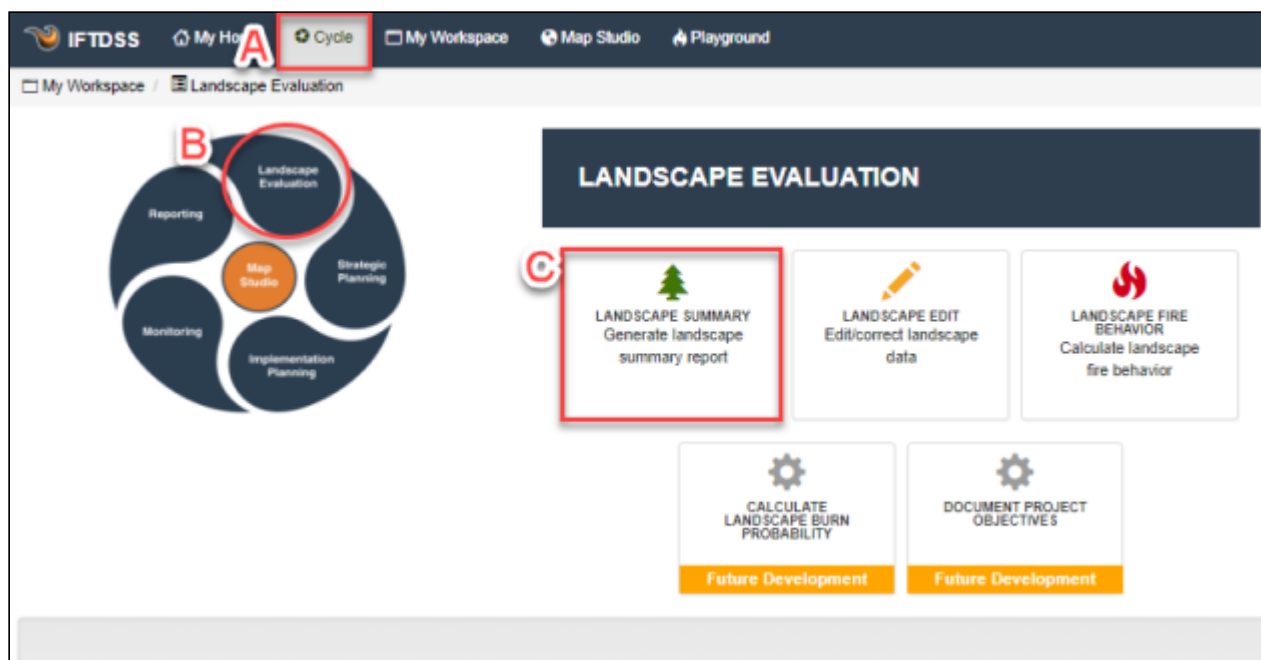 IFTDSS My Ho A Cycle My Workspace Map Studio Playground
My Workspace / Landscape Evaluation
B
Landscape
Evaluation
Reporting
Map
Studio
Strategic
Planning
Monitoring
Implementation
Planning
LANDSCAPE EVALUATION
C
LANDSCAPE SUMMARY
Generate landscape
summary report
LANDSCAPE EDIT
Edit/correct landscape
data
LANDSCAPE FIRE
BEHAVIOR
Calculate landscape
fire behavior
CALCULATE
LANDSCAPE BURN
PROBABILITY
Future Development
DOCUMENT PROJECT
OBJECTIVES
Future Development